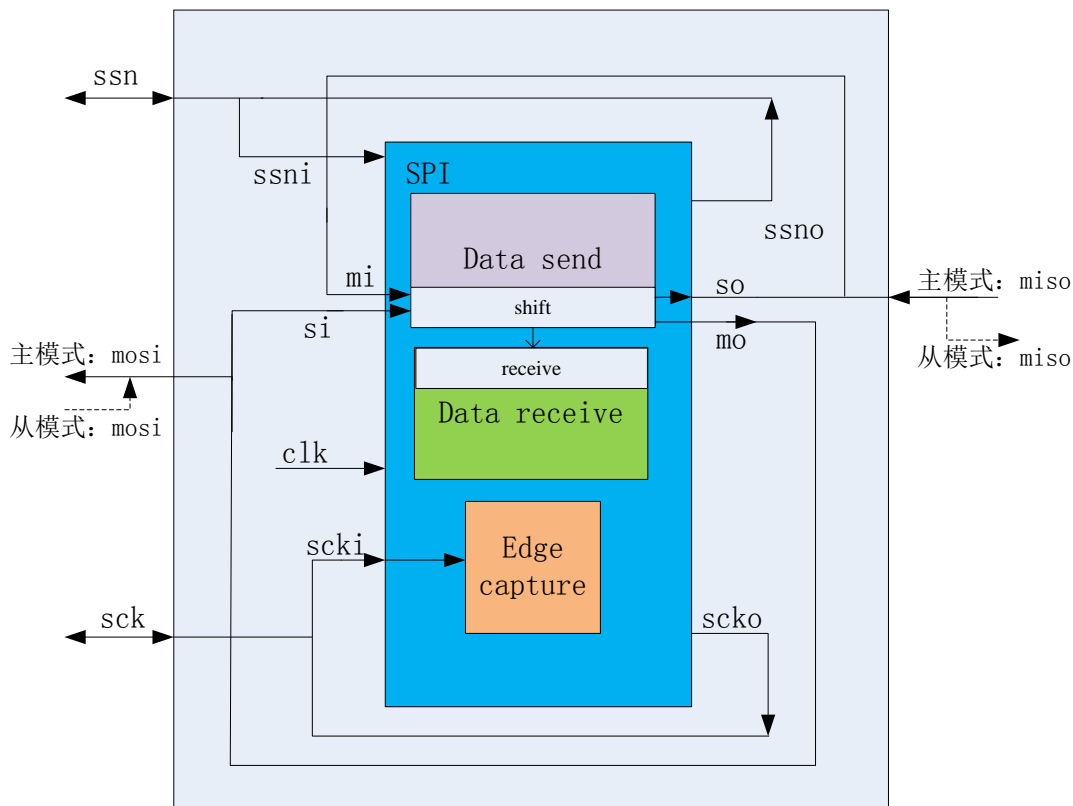 ssn
ssni
SPI
ssno
Data send
mi
so
主模式: miso
shift
si
mo
主模式: mosi
从模式: miso
receive
从模式: mosi
Data receive
clk
scki
Edge
capture
sck
scko